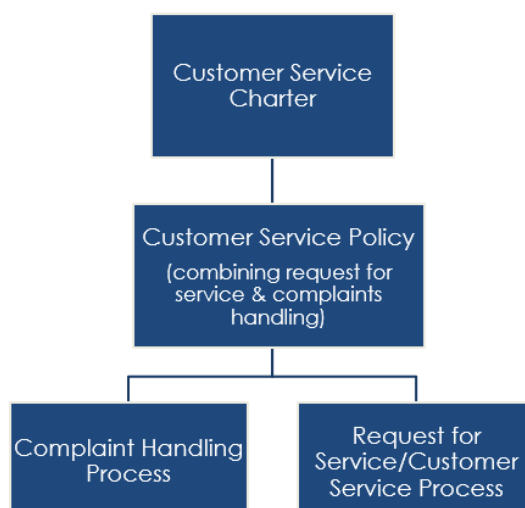 Customer Service
Charter
Customer Service Policy
(combining request for
service & complaints
handling)
Complaint Handling
Process
Request for
Service/Customer
Service Process